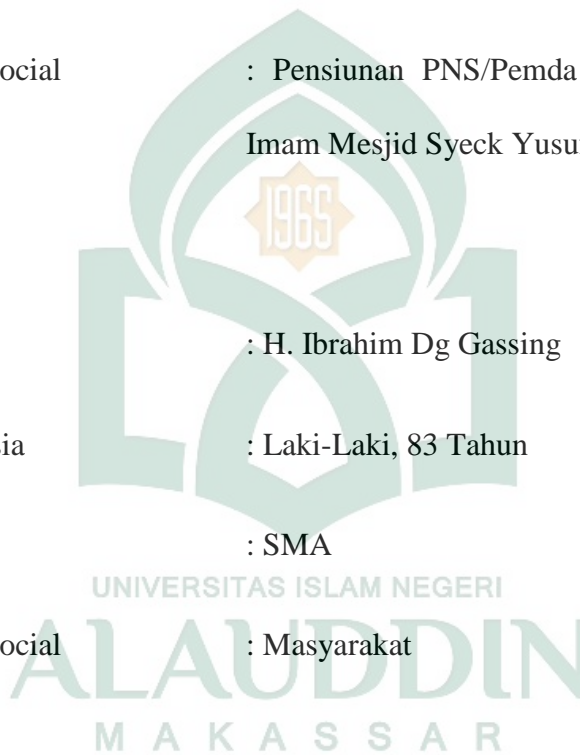 ocial : Pensiunan PNS/Pemda
Imam Mesjid Syeck Yusu
1965
: H. Ibrahim Dg Gassing
sia : Laki-Laki, 83 Tahun
: SMA
UNIVERSITAS ISLAM NEGERI
ocial : Masyarakat
ALAUDDIN
MAKASSAR